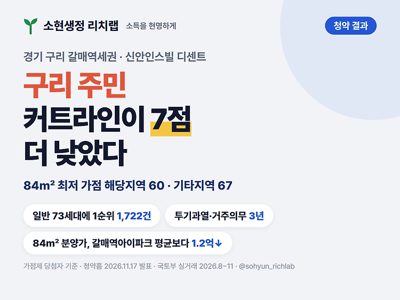 소현생정 리치랩 소득을 현명하게
청약 결과
경기 구리 갈매역세권 · 신안인스빌 디센트
구리 주민
커트라인이 7점
더 낮았다
84m² 최저 가점 해당지역 60 · 기타지역 67
일반 73세대에 1순위 1,722건
투기과열·거주의무 3년
84m² 분양가, 갈매역아이파크 평균보다 1.2억↓
가점제 당첨자 기준 · 청약홈 2026.11.17 발표 · 국토부 실거래 2026.8~11 · @sohyun_richlab